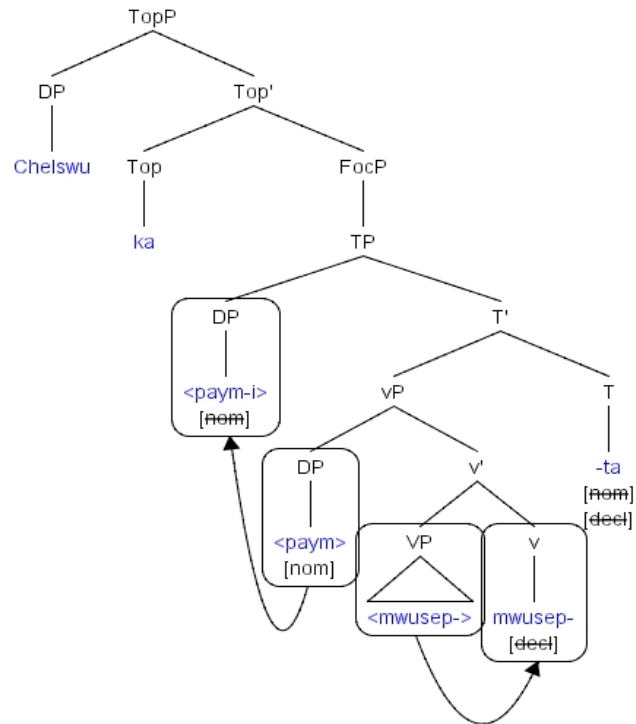 TopP
DP Top'
Chelswu Top FocP
ka TP
DP T'
<paym-i> vP T
[nom] DP v' -ta
[nom]
<paym> VP v [decl]
[nom] <mwusep-> mwusep-
[decl]